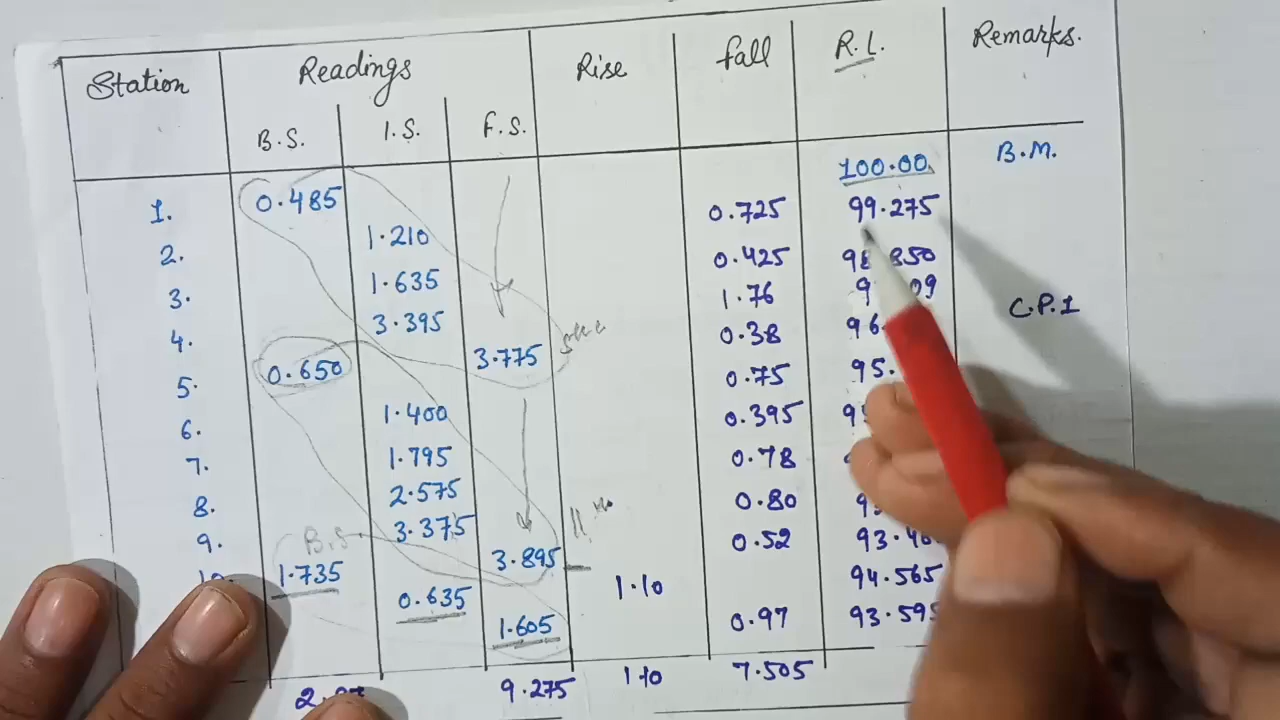 Station Readings Rise fall R.L. Remarks.
B.S. I.S. F.S.
100.00 B.M.
1. 0.485 0.725 99.275
2. 1.210 0.425
3. 1.635 1.76
4. 3.395 0.38 C.P.1
5. 0.650 3.775 0.75
6. 1.400 0.395
7. 1.795 0.78
8. 2.575 0.80
9. 3.375 0.52
B.S. 3.895
1.735 1.10 94.565
0.635 0.97
1.605
9.275 1.10 7.505